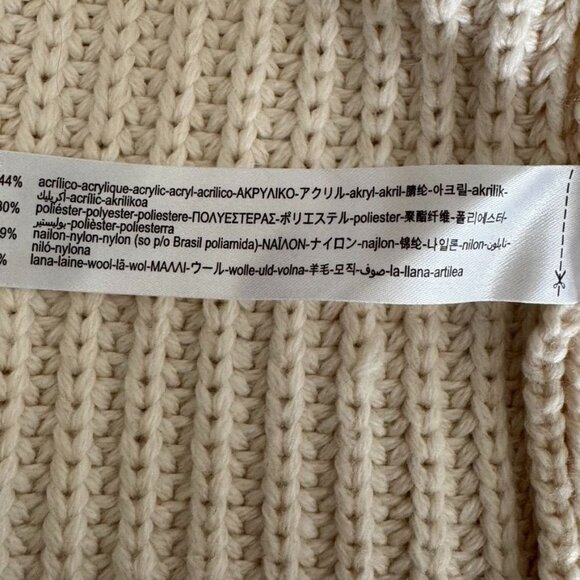 44% acrílico-acrylique-acrylic-acryl-acrilico-ΑΚΡΥΛΙΚΟ-アクリル-akryl-akril-腈纶-아크릴-akrilik-
أكريليك-acrílic-akrilikoa
30% poliéster-polyester-poliestere-ΠΟΛΥΕΣΤΕΡΑΣ-ポリエステル-poliester-聚酯纤维-폴리에스터-
بوليستير-polièster-poliesterra
9% nailon-nylon-nylon (so p/o Brasil poliamida)-ΝΑΪΛΟΝ-ナイロン-najlon-锦纶-나일론-nilon-نايلون-
niló-nylona
% lana-laine-wool-lã-wol-ΜΑΛΛΙ-ウール-wolle-uld-volna-羊毛-모직-صوف-la-llana-artilea